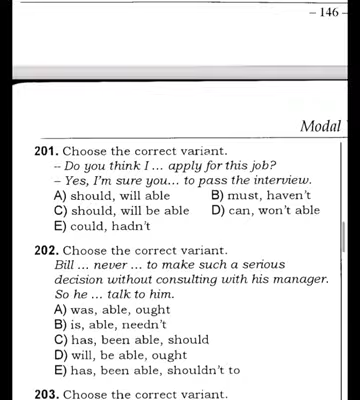 – 146 –
Modal
201. Choose the correct variant.
– Do you think I ... apply for this job?
– Yes, I'm sure you... to pass the interview.
A) should, will able B) must, haven't
C) should, will be able D) can, won't able
E) could, hadn't
202. Choose the correct variant.
Bill ... never ... to make such a serious
decision without consulting with his manager.
So he ... talk to him.
A) was, able, ought
B) is, able, needn't
C) has, been able, should
D) will, be able, ought
E) has, been able, shouldn't to
203. Choose the correct variant.